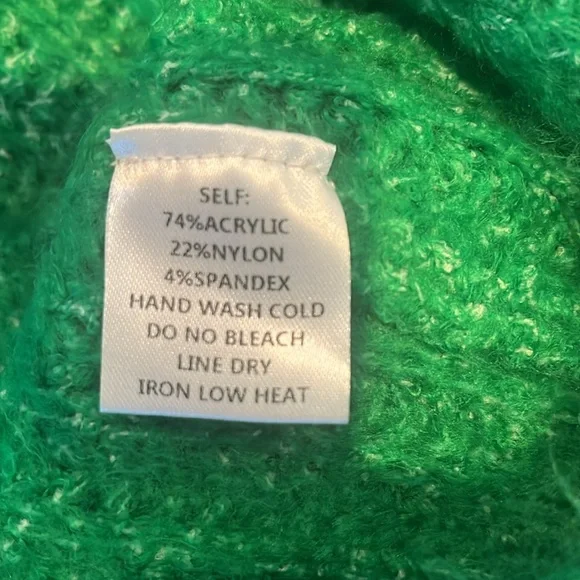 SELF:
74%ACRYLIC
22%NYLON
4%SPANDEX
HAND WASH COLD
DO NO BLEACH
LINE DRY
IRON LOW HEAT